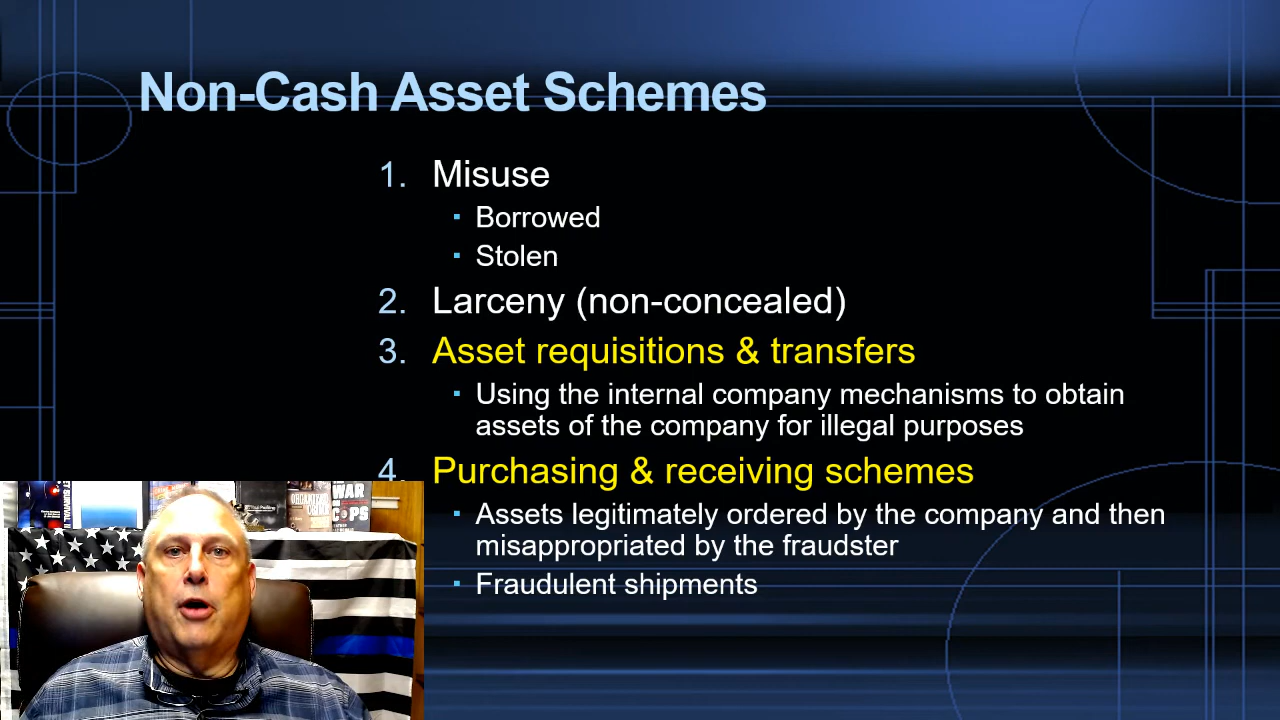 Non-Cash Asset Schemes
1. Misuse
▪ Borrowed
▪ Stolen
2. Larceny (non-concealed)
3. Asset requisitions & transfers
▪ Using the internal company mechanisms to obtain
assets of the company for illegal purposes
4. Purchasing & receiving schemes
▪ Assets legitimately ordered by the company and then
misappropriated by the fraudster
▪ Fraudulent shipments
WAR
COPS